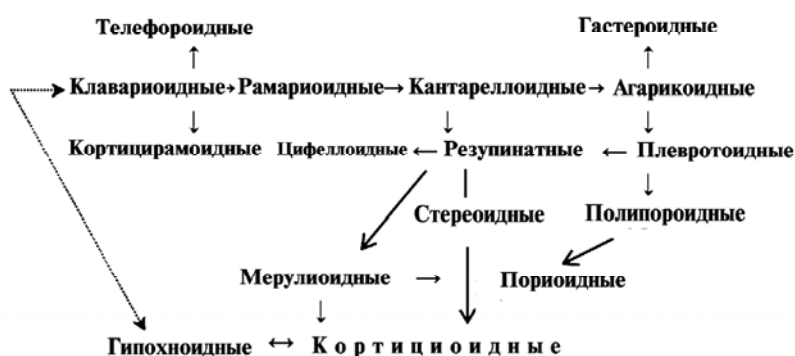 Телефороидные Гастероидные
Клавариоидные Рамариоидные Кантареллоидные Агарикоидные
Кортицирамоидные Цифеллоидные Резупинатные Плевротоидные
Стереоидные Полипороидные
Мерулиоидные Пориоидные
Гипохноидные Кортициоидные